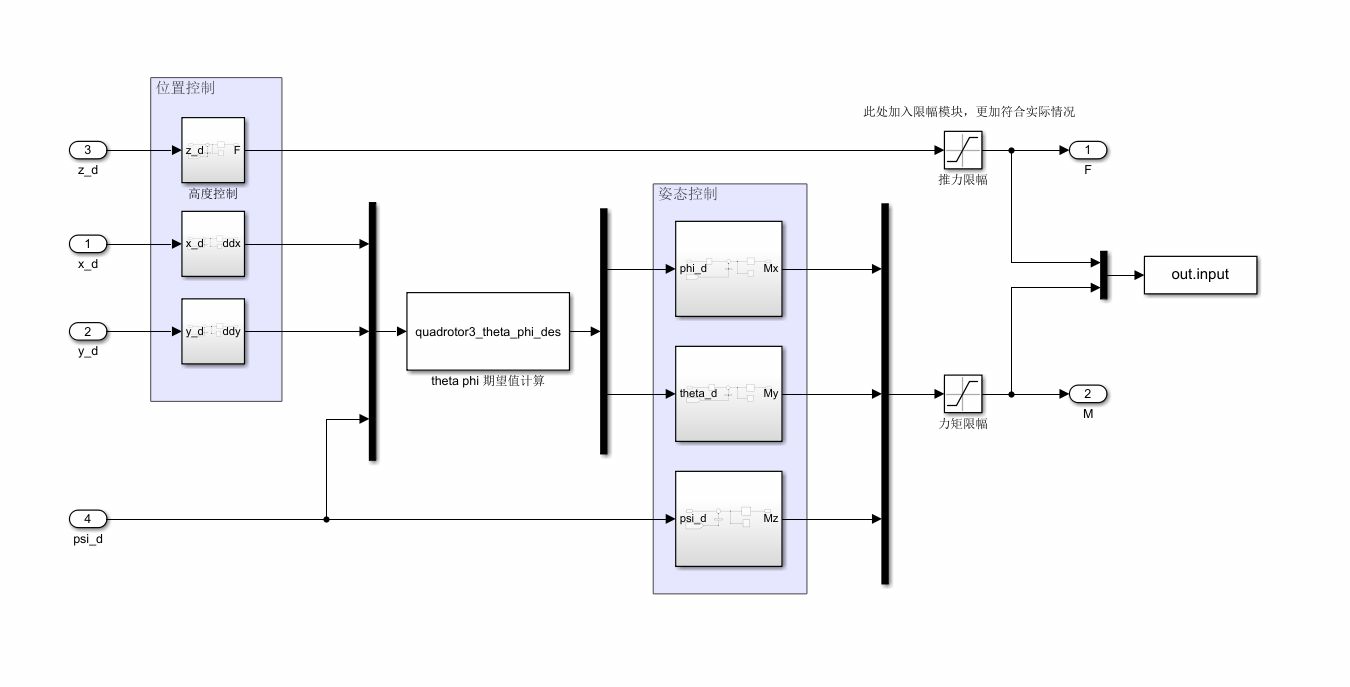 位置控制
3
z_d
z_d
F
高度控制
1
x_d
x_d
ddx
2
y_d
y_d
ddy
4
psi_d
quadrotor3_theta_phi_des
theta phi 期望值计算
姿态控制
phi_d
Mx
theta_d
My
psi_d
Mz
此处加入限幅模块，更加符合实际情况
推力限幅
1
F
out.input
力矩限幅
2
M